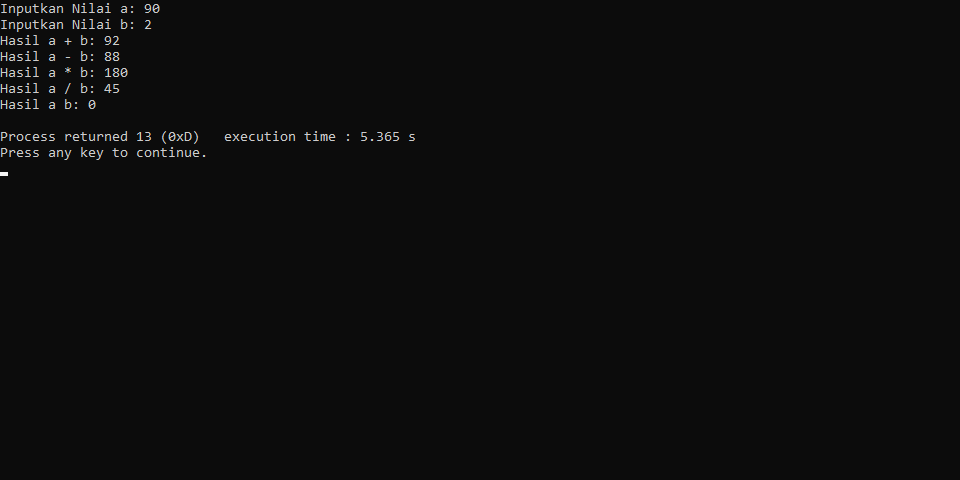 Inputkan Nilai a: 90
Inputkan Nilai b: 2
Hasil a + b: 92
Hasil a - b: 88
Hasil a * b: 180
Hasil a / b: 45
Hasil a b: 0
Process returned 13 (0xD)   execution time : 5.365 s
Press any key to continue.